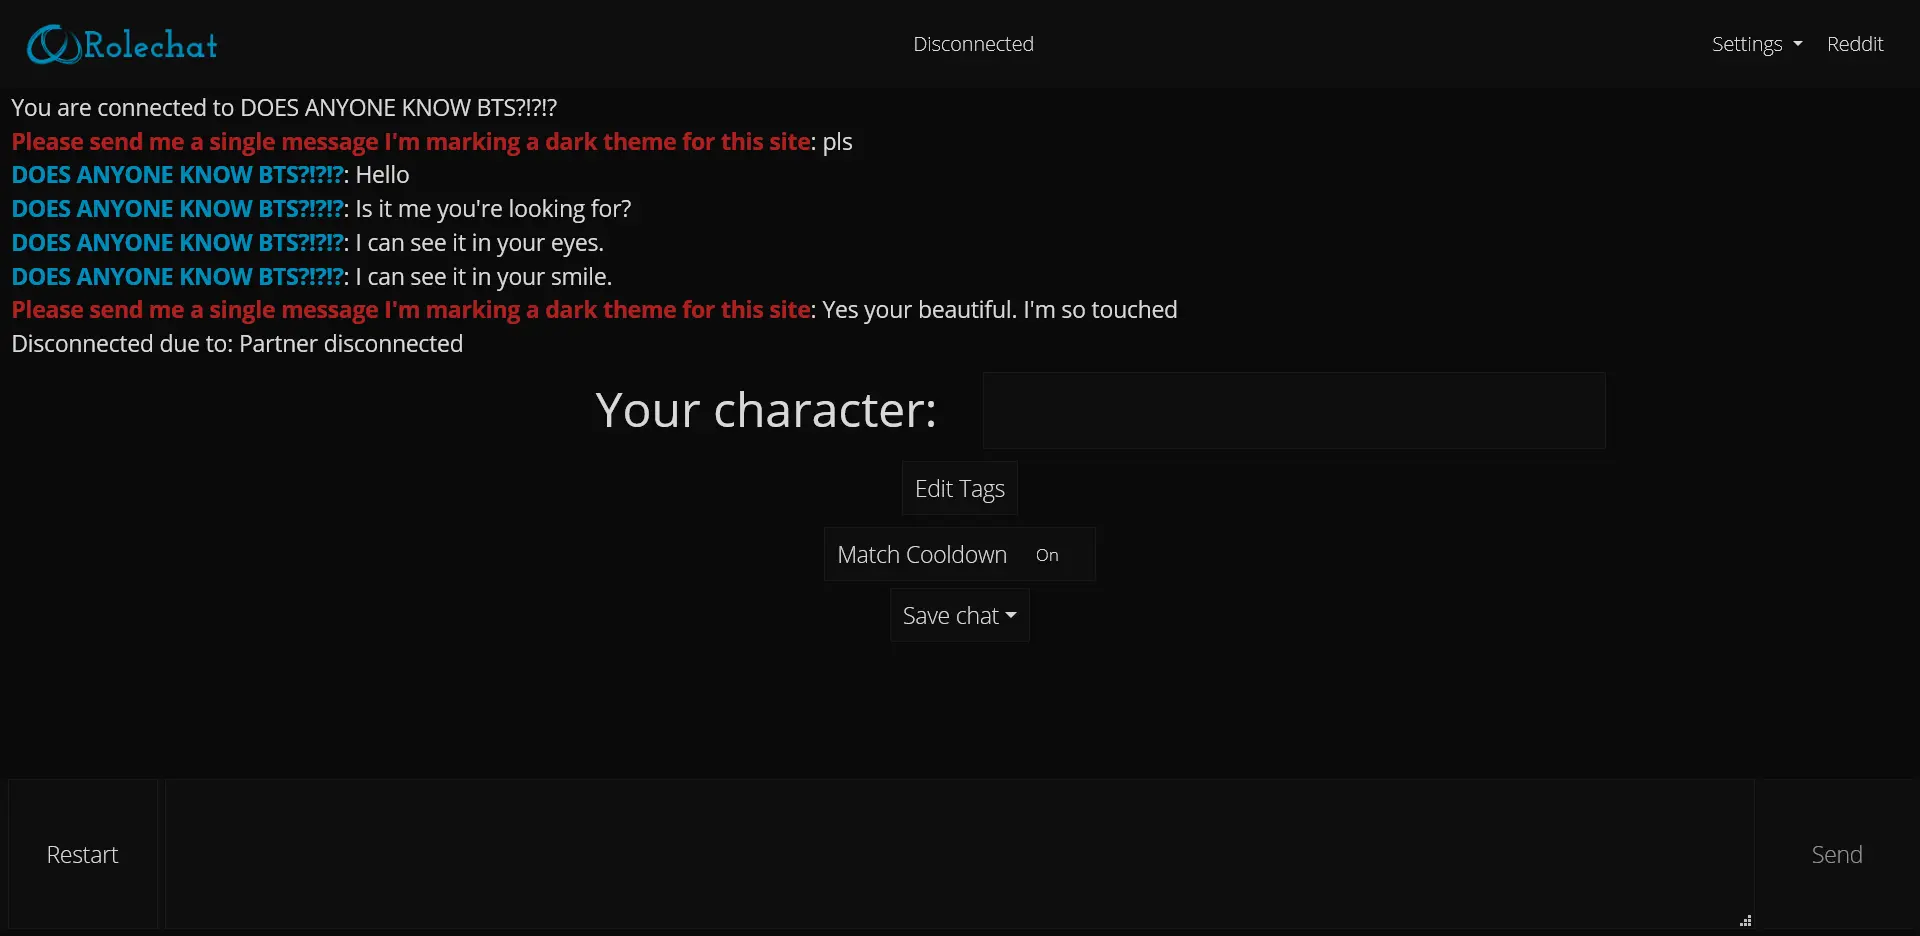 Rolechat
Disconnected
Settings
Reddit
You are connected to DOES ANYONE KNOW BTS?!?!?
Please send me a single message I'm marking a dark theme for this site: pls
DOES ANYONE KNOW BTS?!?!?: Hello
DOES ANYONE KNOW BTS?!?!?: Is it me you're looking for?
DOES ANYONE KNOW BTS?!?!?: I can see it in your eyes.
DOES ANYONE KNOW BTS?!?!?: I can see it in your smile.
Please send me a single message I'm marking a dark theme for this site: Yes your beautiful. I'm so touched
Disconnected due to: Partner disconnected
Your character:
Edit Tags
Match Cooldown On
Save chat
Restart
Send